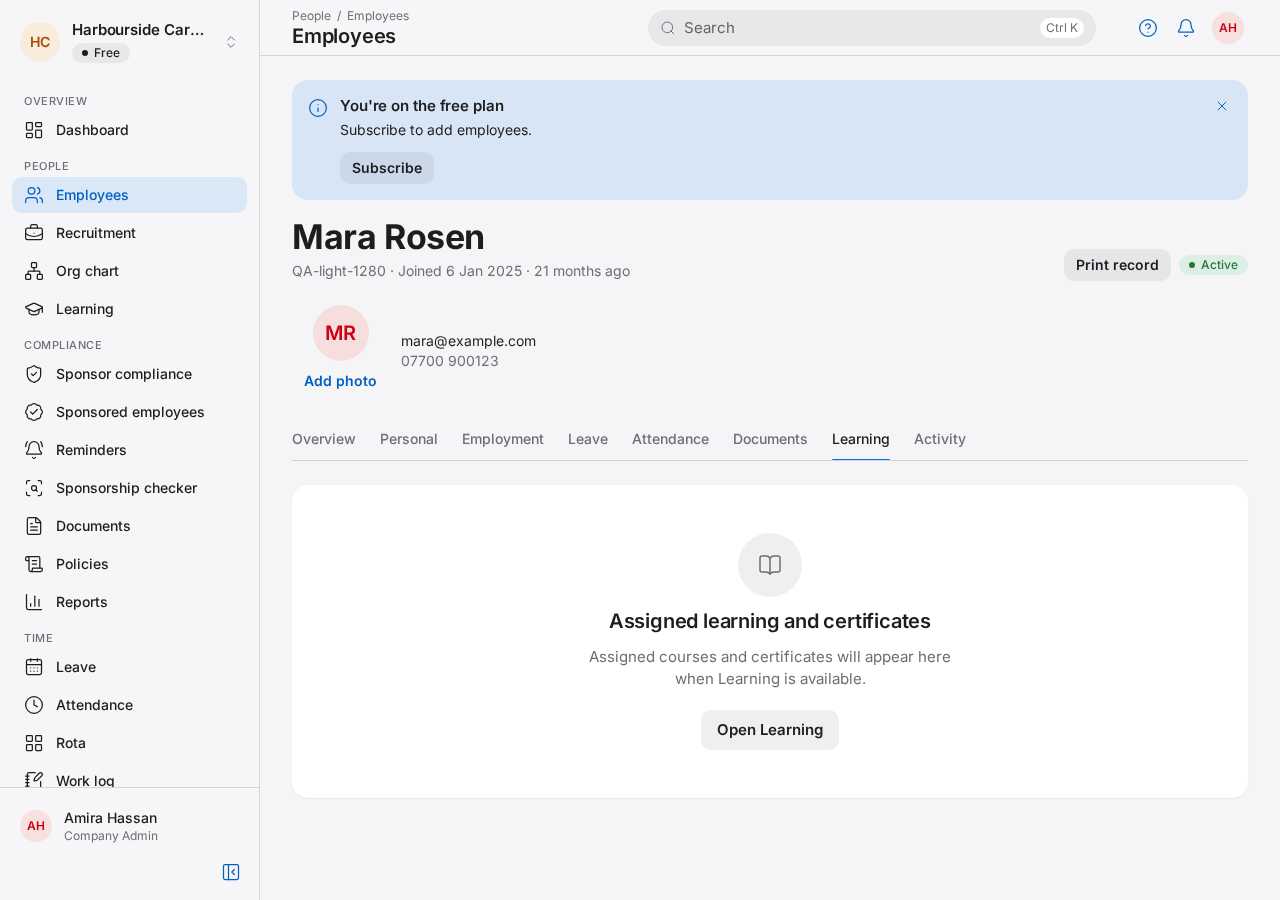 HC
Harbourside Car...
Free
OVERVIEW
Dashboard
PEOPLE
Employees
Recruitment
Org chart
Learning
COMPLIANCE
Sponsor compliance
Sponsored employees
Reminders
Sponsorship checker
Documents
Policies
Reports
TIME
Leave
Attendance
Rota
Work log
AH
Amira Hassan
Company Admin
People / Employees
Employees
Search
Ctrl K
AH
You're on the free plan
Subscribe to add employees.
Subscribe
Mara Rosen
QA-light-1280 · Joined 6 Jan 2025 · 21 months ago
Print record
Active
MR
Add photo
mara@example.com
07700 900123
Overview Personal Employment Leave Attendance Documents Learning Activity
Assigned learning and certificates
Assigned courses and certificates will appear here
when Learning is available.
Open Learning